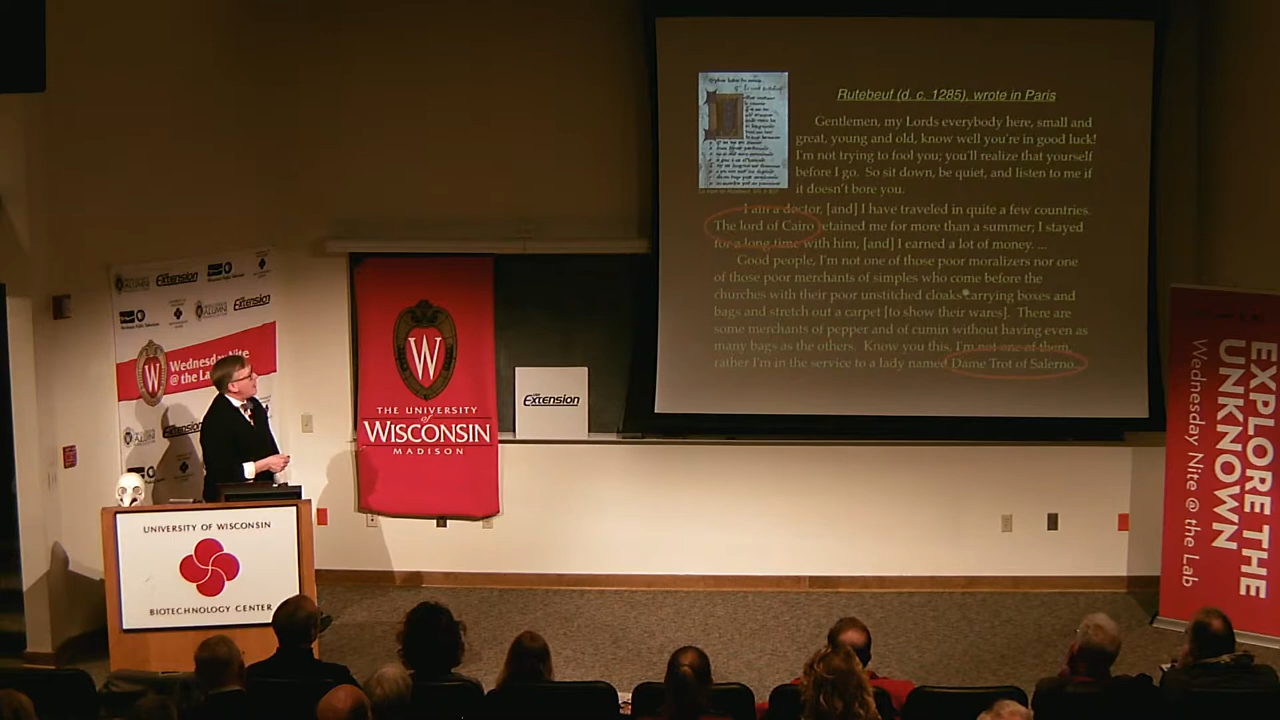 Rutebeuf (d. c. 1285), wrote in Paris
Gentlemen, my Lords everybody here, small and
great, young and old, know well you're in good luck!
I'm not trying to fool you; you'll realize that yourself
before I go. So sit down, be quiet, and listen to me if
it doesn't bore you.
I am a doctor, [and] I have traveled in quite a few countries.
The lord of Cairo retained me for more than a summer; I stayed
for a long time with him, [and] I earned a lot of money. ...
Good people, I'm not one of those poor moralizers nor one
of those poor merchants of simples who come before the
churches with their poor unstitched cloaks carrying boxes and
bags and stretch out a carpet [to show their wares]. There are
some merchants of pepper and of cumin without having even as
many bags as the others. Know you this, I'm not one of them,
rather I'm in the service to a lady named Dame Trot of Salerno.
ALUMNI
Extension
Extension
Wednesday Nite
@ the La
W
THE UNIVERSITY
of
WISCONSIN
MADISON
Extension
UNIVERSITY OF WISCONSIN
BIOTECHNOLOGY CENTER
EXPLORE THE
UNKNOWN
Wednesday Nite @ the Lab